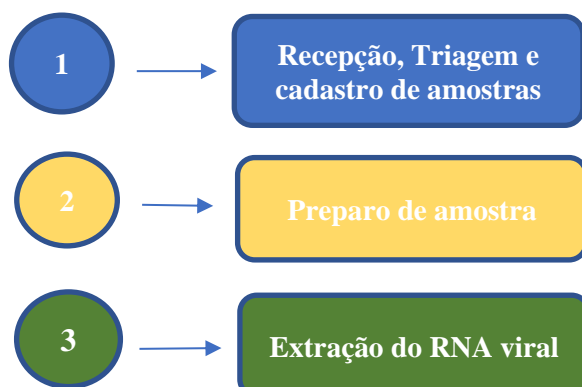 1
Recepção, Triagem e
cadastro de amostras
2
Preparo de amostra
3
Extração do RNA viral